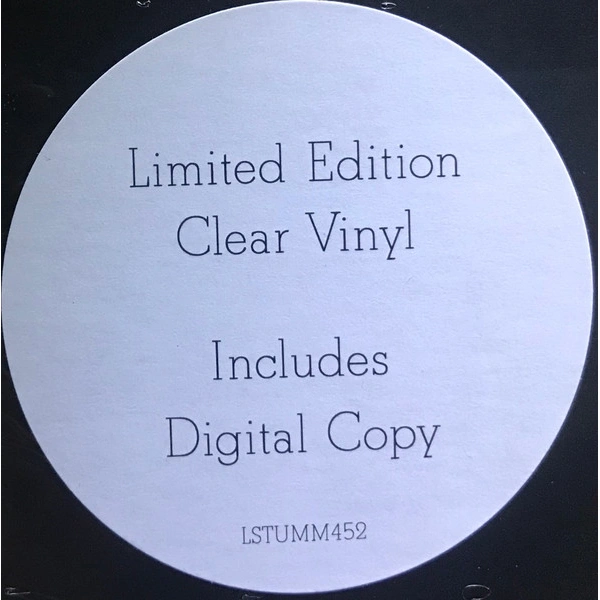 Limited Edition
Clear Vinyl
Includes
Digital Copy
LSTUMM452